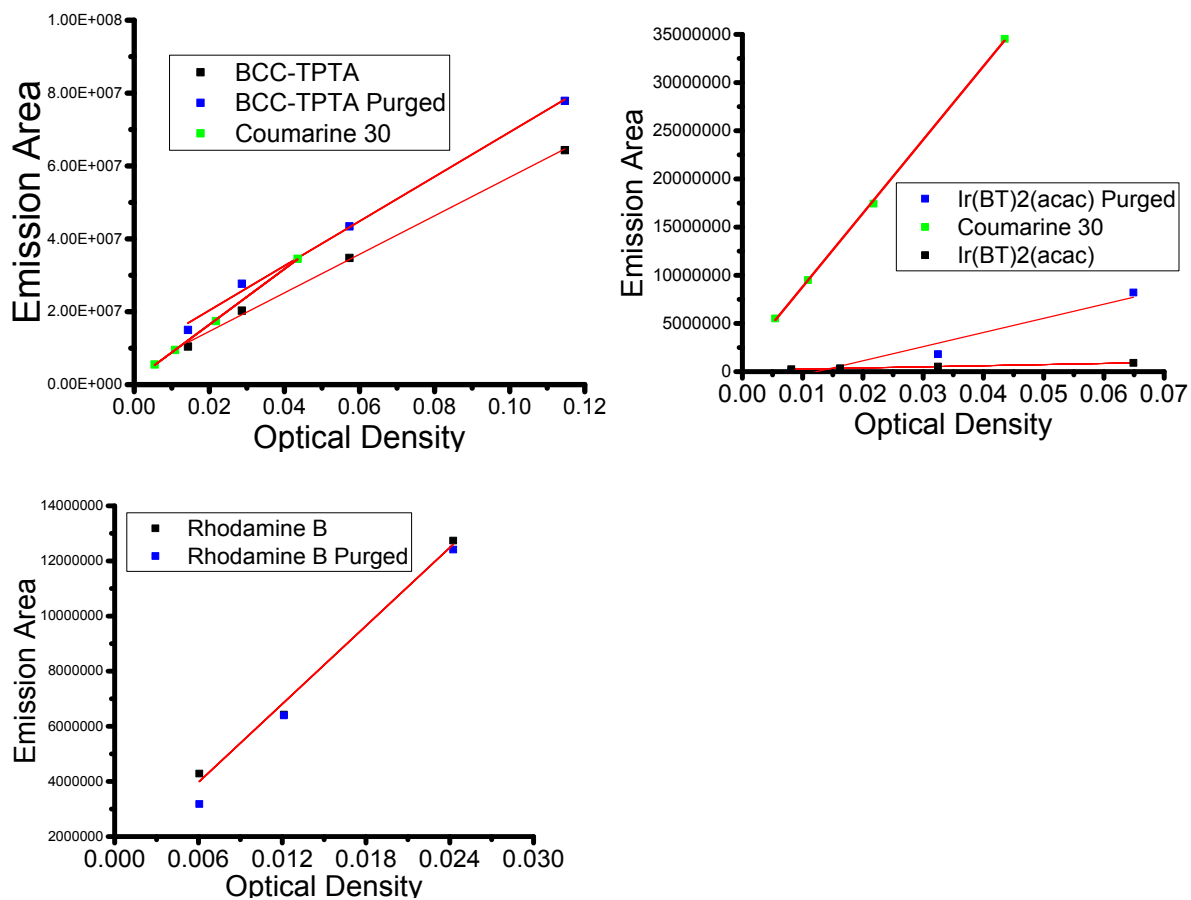 1.00E+008
8.00E+007
6.00E+007
4.00E+007
2.00E+007
0.00E+000
Emission Area
BCC-TPTA
BCC-TPTA Purged
Coumarine 30
0.00 0.02 0.04 0.06 0.08 0.10 0.12
Optical Density
35000000
30000000
25000000
20000000
15000000
10000000
5000000
0
Emission Area
Ir(BT)2(acac) Purged
Coumarine 30
Ir(BT)2(acac)
0.00 0.01 0.02 0.03 0.04 0.05 0.06 0.07
Optical Density
14000000
12000000
10000000
8000000
6000000
4000000
2000000
Emission Area
Rhodamine B
Rhodamine B Purged
0.000 0.006 0.012 0.018 0.024 0.030
Optical Density